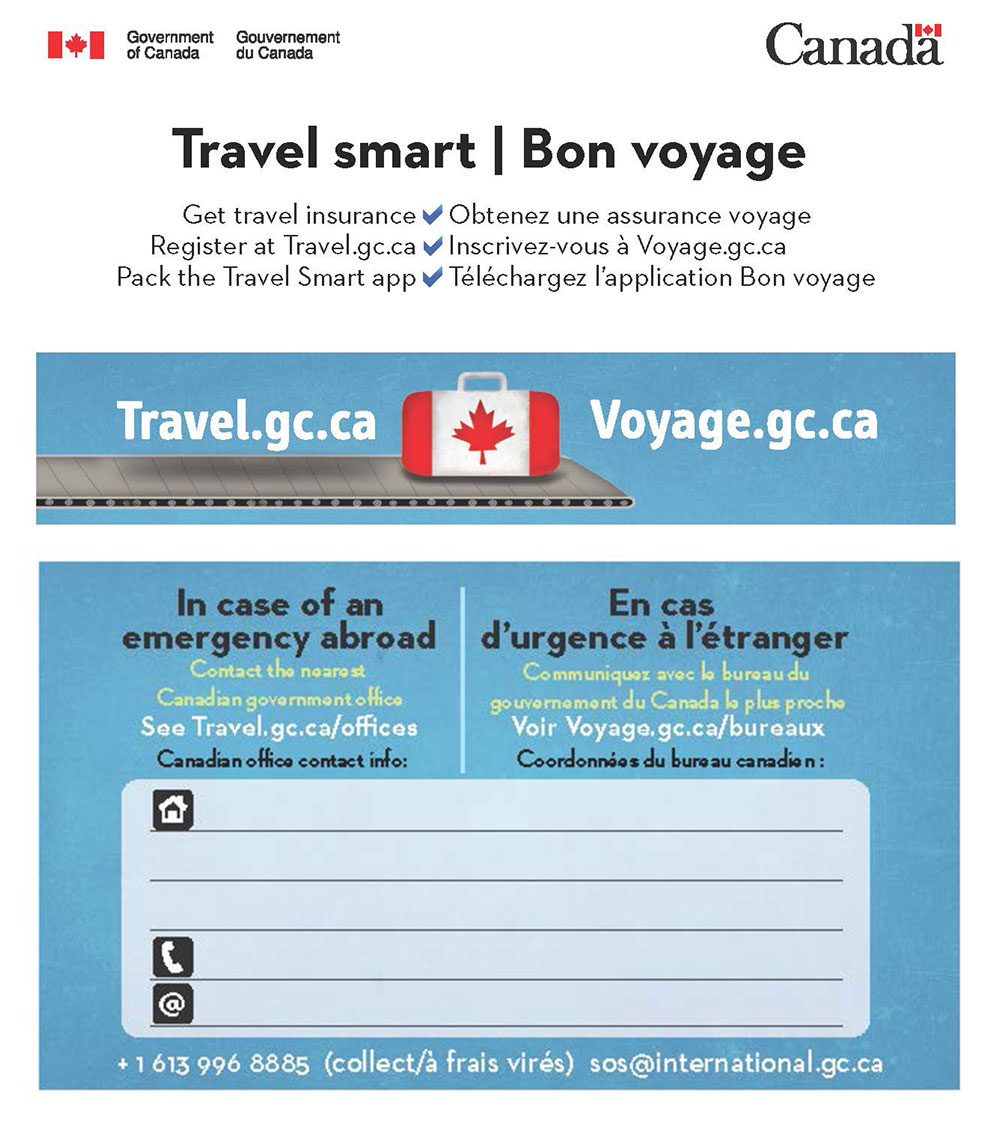 Government of Canada
Gouvernement du Canada
Canada
Travel smart | Bon voyage
Get travel insurance ✓ Obtenez une assurance voyage
Register at Travel.gc.ca ✓ Inscrivez-vous à Voyage.gc.ca
Pack the Travel Smart app ✓ Téléchargez l'application Bon voyage
Travel.gc.ca
Voyage.gc.ca
In case of an
emergency abroad
Contact the nearest
Canadian government office
See Travel.gc.ca/offices
Canadian office contact info:
En cas
d'urgence à l'étranger
Communiquez avec le bureau du
gouvernement du Canada le plus proche
Voir Voyage.gc.ca/bureaux
Coordonnées du bureau canadien :
@
+ 1 613 996 8885 (collect/à frais virés) sos@international.gc.ca